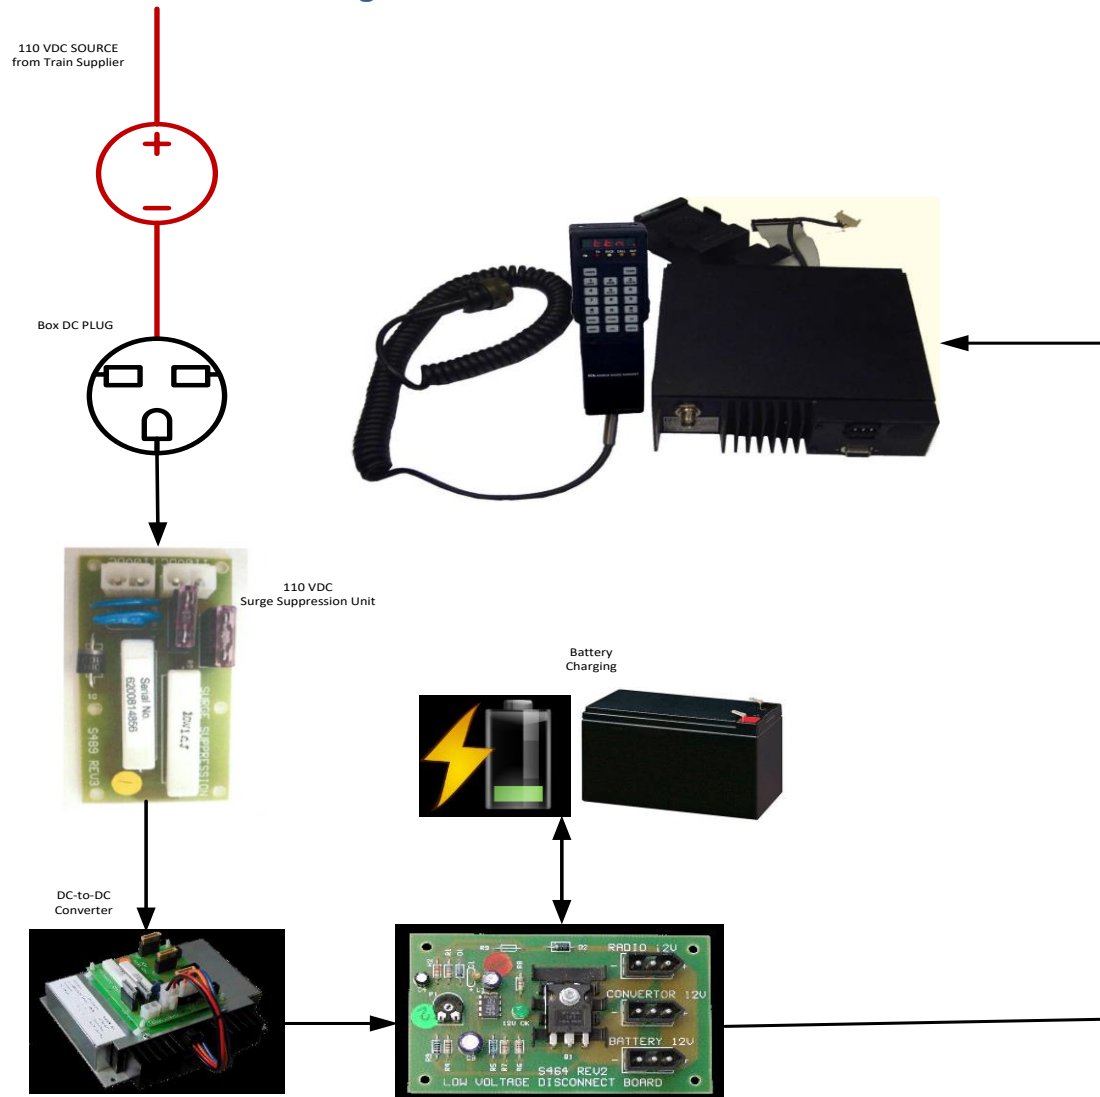 110 VDC SOURCE
from Train Supplier
Box DC PLUG
110 VDC
Surge Suppression Unit
Serial No.
6200814856
SURGE SUPPRESSION
S489 REV3
Battery
Charging
DC-to-DC
Converter
RADIO 12V
CONVERTOR 12V
BATTERY 12V
12V OK
S464 REV2
LOW VOLTAGE DISCONNECT BOARD